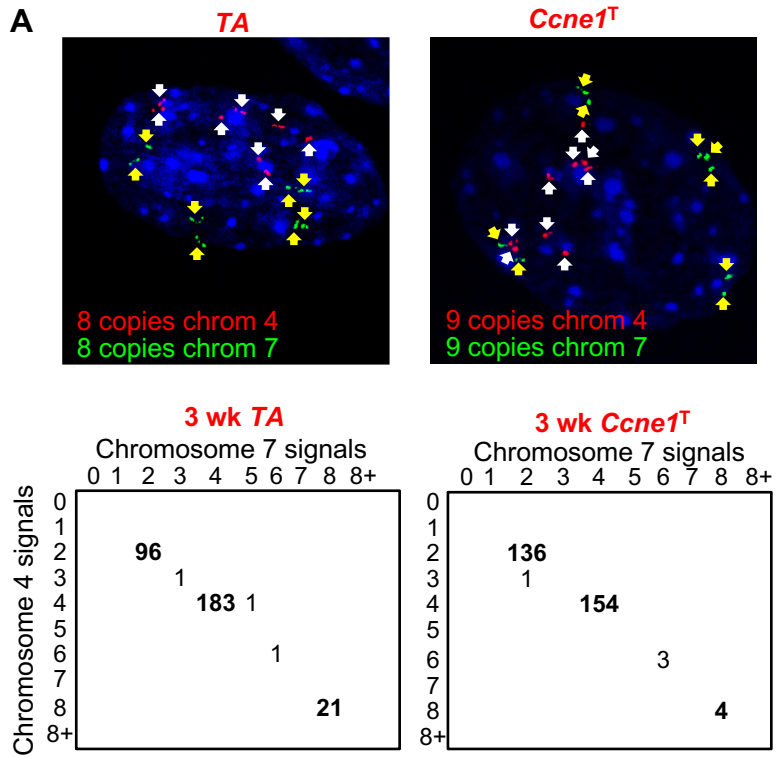 A
TA
Ccne1ᵀ
8 copies chrom 4
8 copies chrom 7
9 copies chrom 4
9 copies chrom 7
3 wk TA
3 wk Ccne1ᵀ
Chromosome 7 signals
Chromosome 7 signals
0 1 2 3 4 5 6 7 8 8+
0 1 2 3 4 5 6 7 8 8+
Chromosome 4 signals
0
1
2 96
3 1
4 183 1
5
6 1
7
8 21
8+
0
1
2 136
3 1
4 154
5
6 3
7
8 4
8+